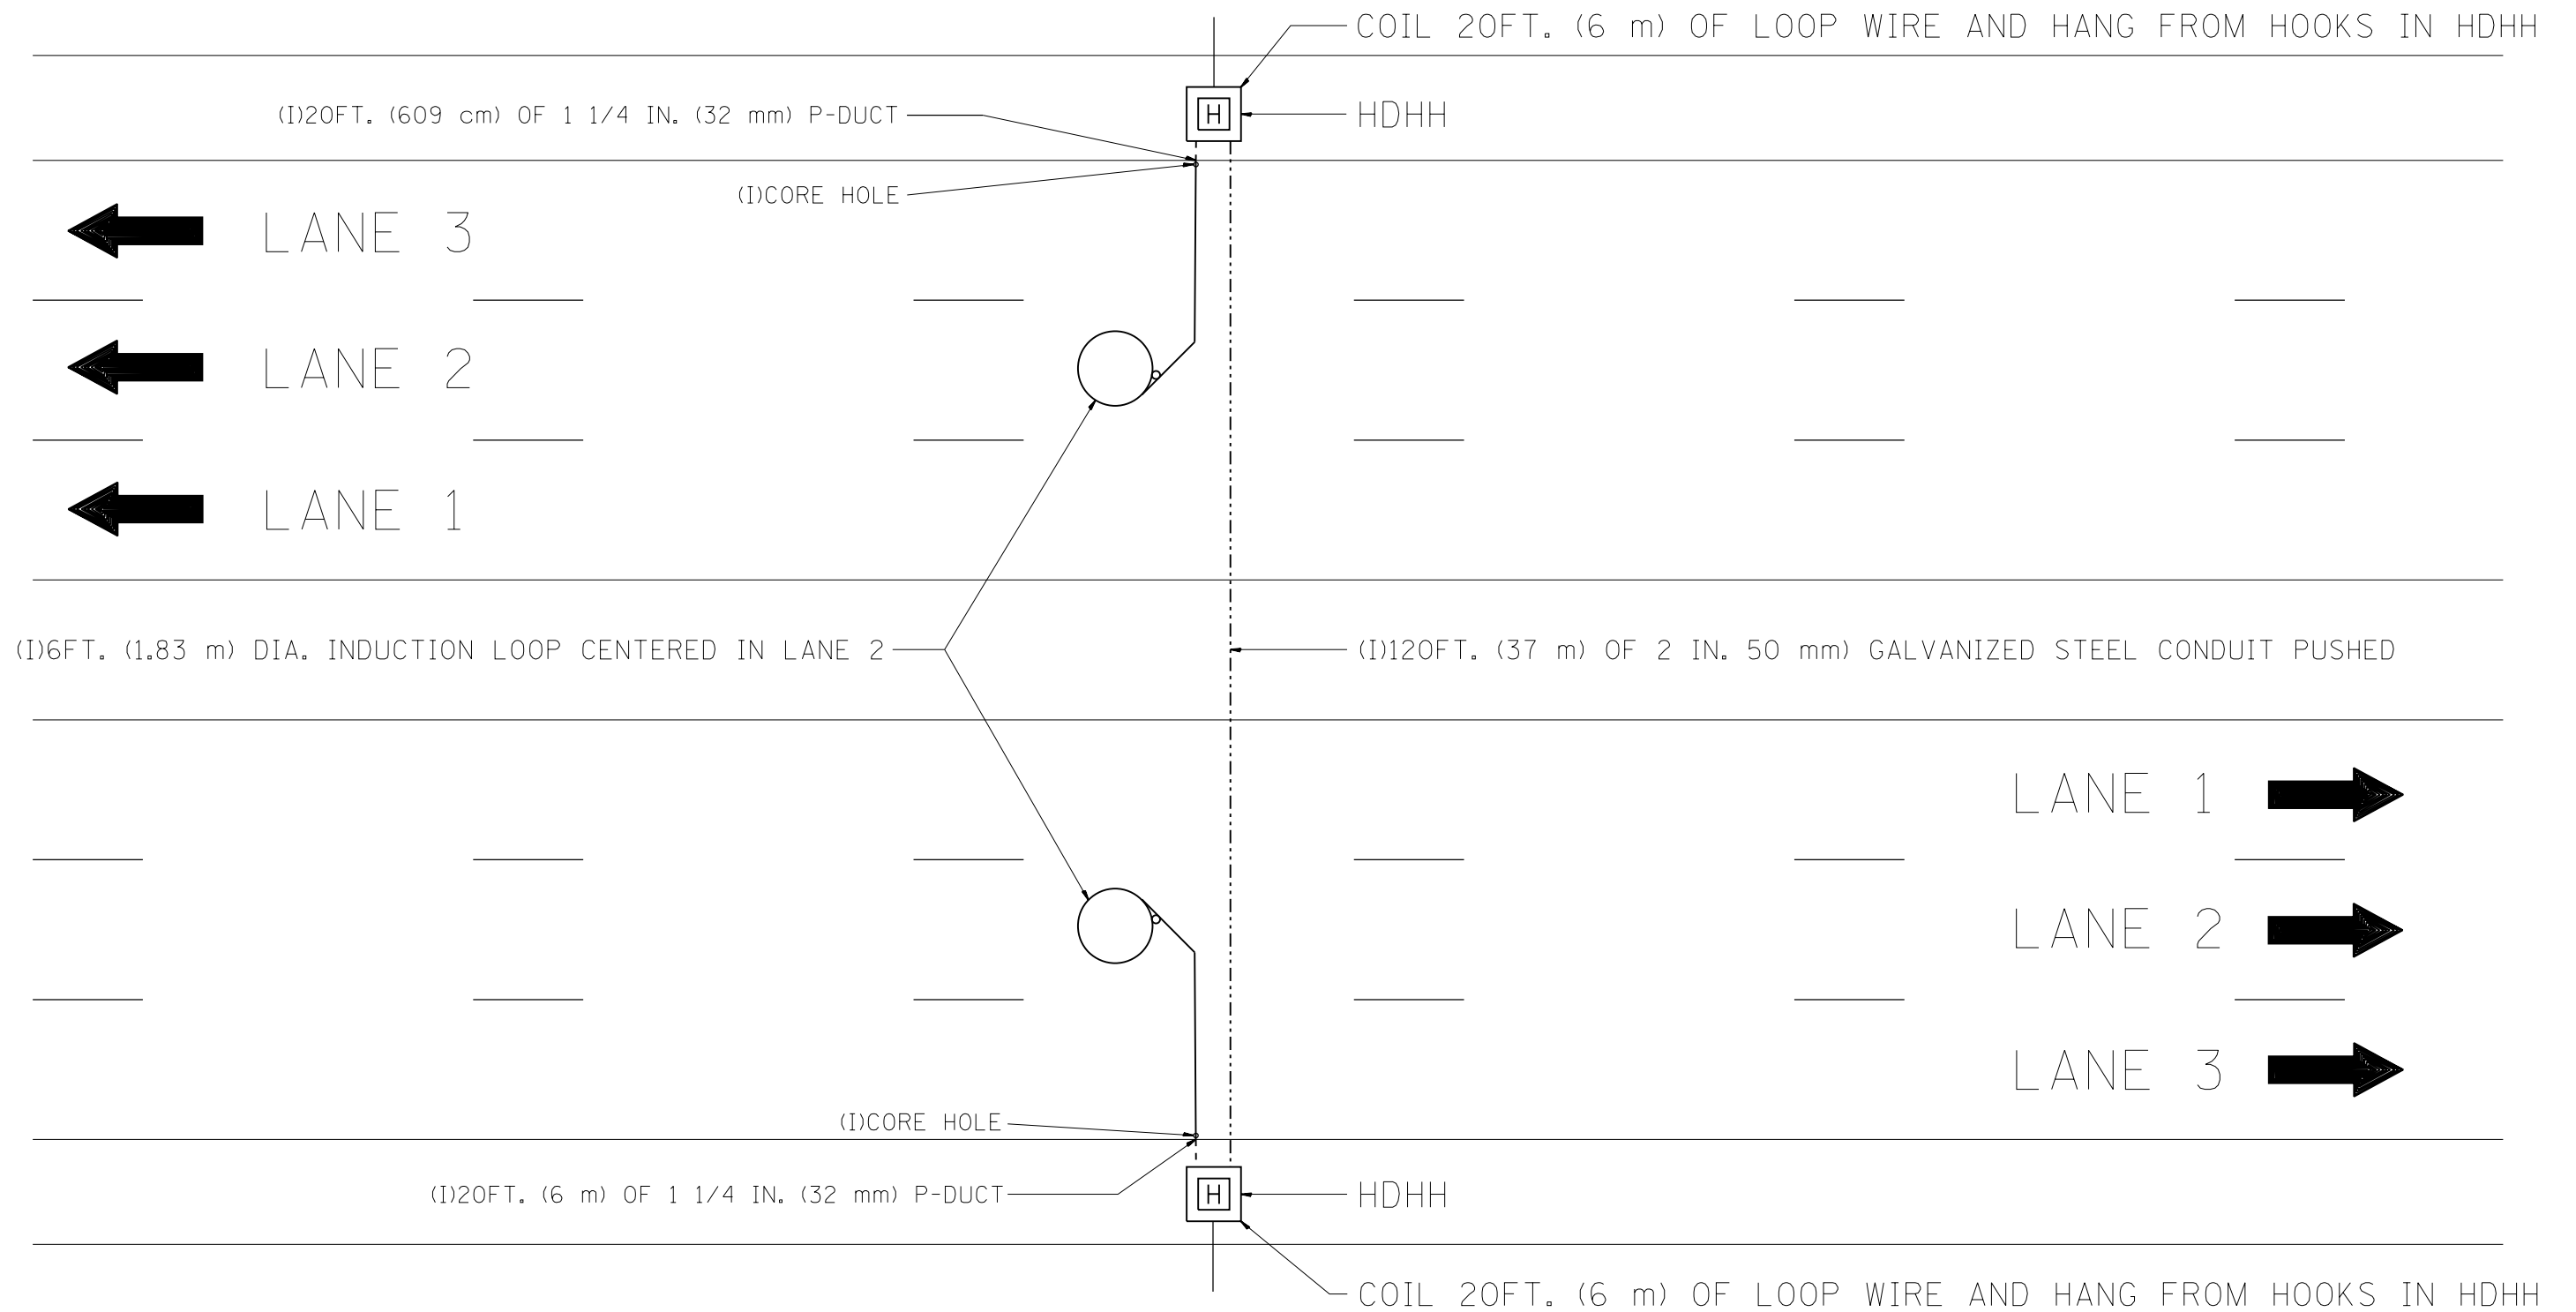 COIL 20FT. (6 m) OF LOOP WIRE AND HANG FROM HOOKS IN HDHH
(I)20FT. (609 cm) OF 1 1/4 IN. (32 mm) P-DUCT
H
HDHH
(I)CORE HOLE
LANE 3
LANE 2
LANE 1
(I)6FT. (1.83 m) DIA. INDUCTION LOOP CENTERED IN LANE 2
(I)120FT. (37 m) OF 2 IN. 50 mm) GALVANIZED STEEL CONDUIT PUSHED
LANE 1
LANE 2
LANE 3
(I)CORE HOLE
(I)20FT. (6 m) OF 1 1/4 IN. (32 mm) P-DUCT
H
HDHH
COIL 20FT. (6 m) OF LOOP WIRE AND HANG FROM HOOKS IN HDHH